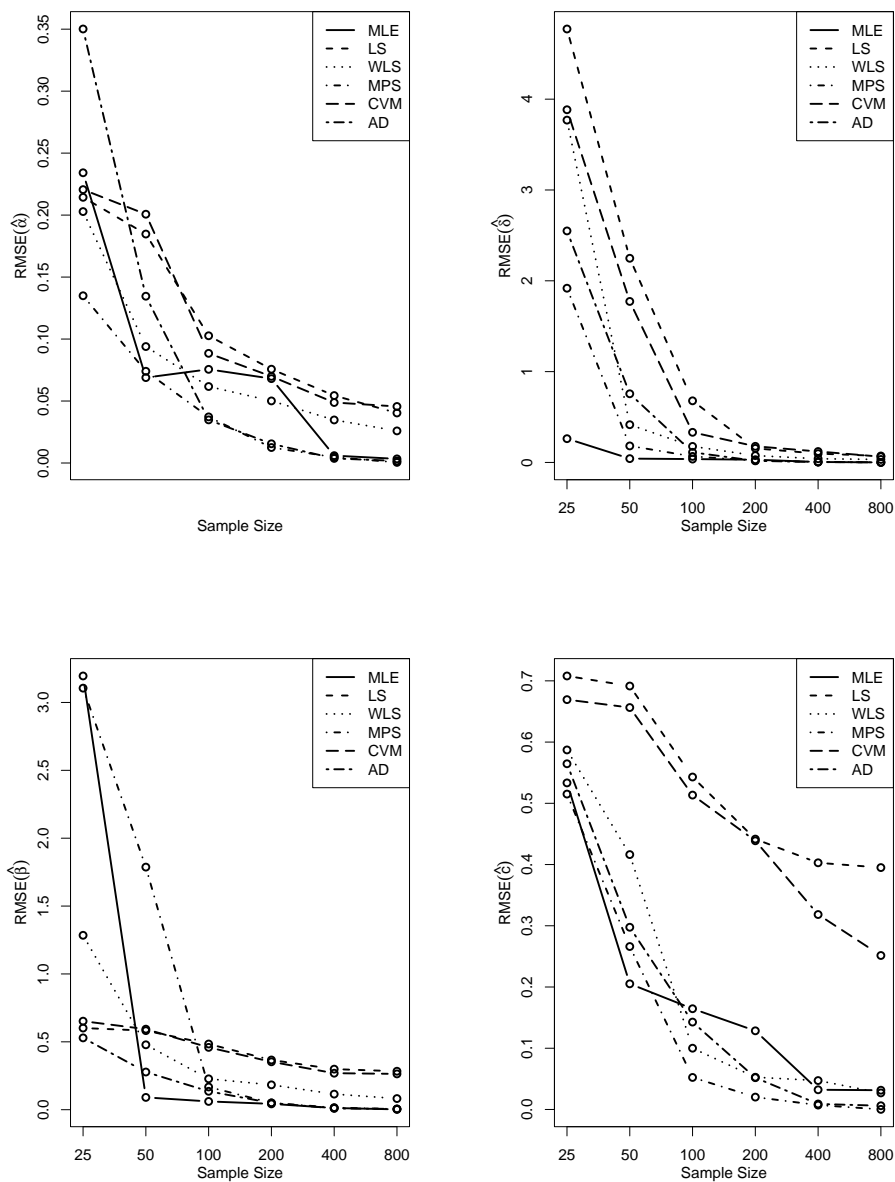 RMSE(α̂)
0.35
0.30
0.25
0.20
0.15
0.10
0.05
0.00
MLE
LS
WLS
MPS
CVM
AD
Sample Size
RMSE(δ̂)
4
3
2
1
0
MLE
LS
WLS
MPS
CVM
AD
25 50 100 200 400 800
Sample Size
RMSE(β̂)
3.0
2.5
2.0
1.5
1.0
0.5
0.0
MLE
LS
WLS
MPS
CVM
AD
25 50 100 200 400 800
Sample Size
RMSE(ĉ)
0.7
0.6
0.5
0.4
0.3
0.2
0.1
0.0
MLE
LS
WLS
MPS
CVM
AD
25 50 100 200 400 800
Sample Size